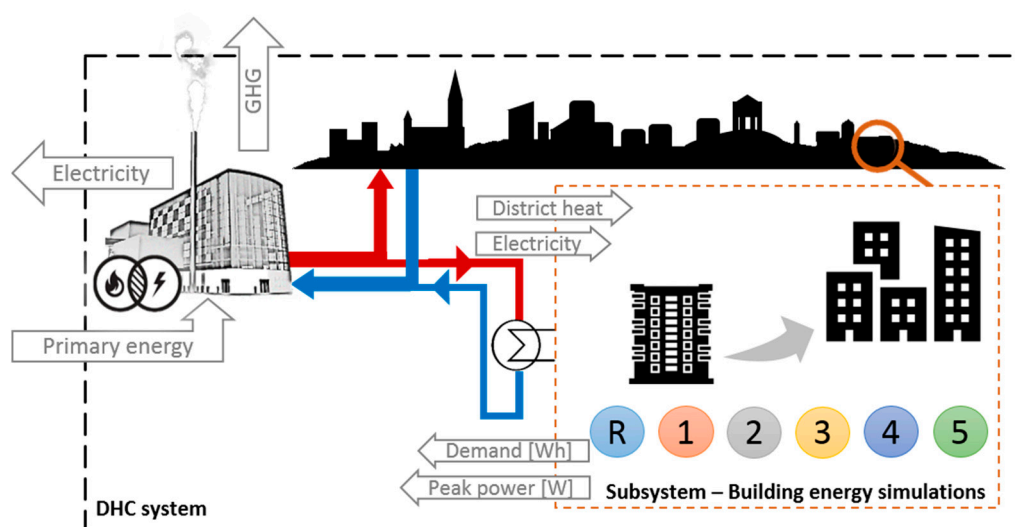 GHG
Electricity
District heat
Electricity
Primary energy
R 1 2 3 4 5
Demand [Wh]
Peak power [W]
Subsystem – Building energy simulations
DHC system